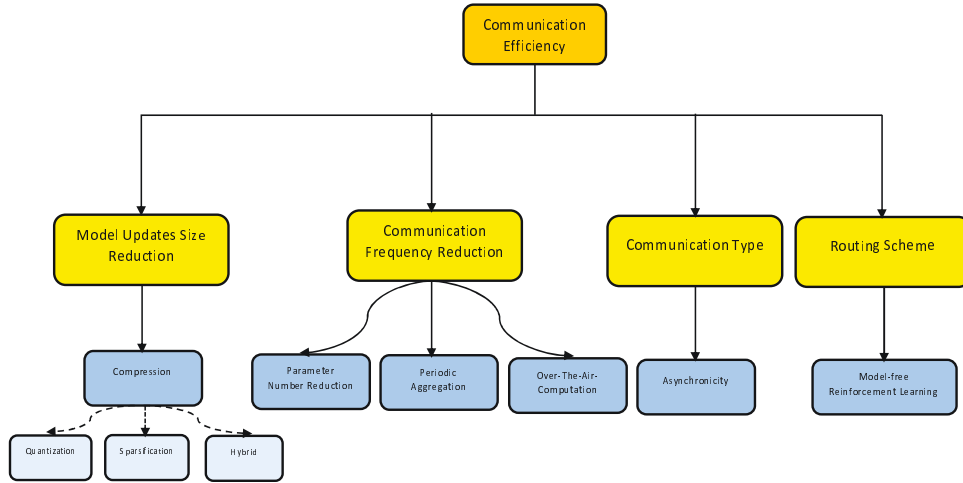 Communication
Efficiency
Model Updates Size
Reduction
Communication
Frequency Reduction
Communication Type
Routing Scheme
Compression
Parameter
Number Reduction
Periodic
Aggregation
Over-The-Air-
Computation
Asynchronicity
Model-free
Reinforcement Learning
Quantization
Sparsification
Hybrid